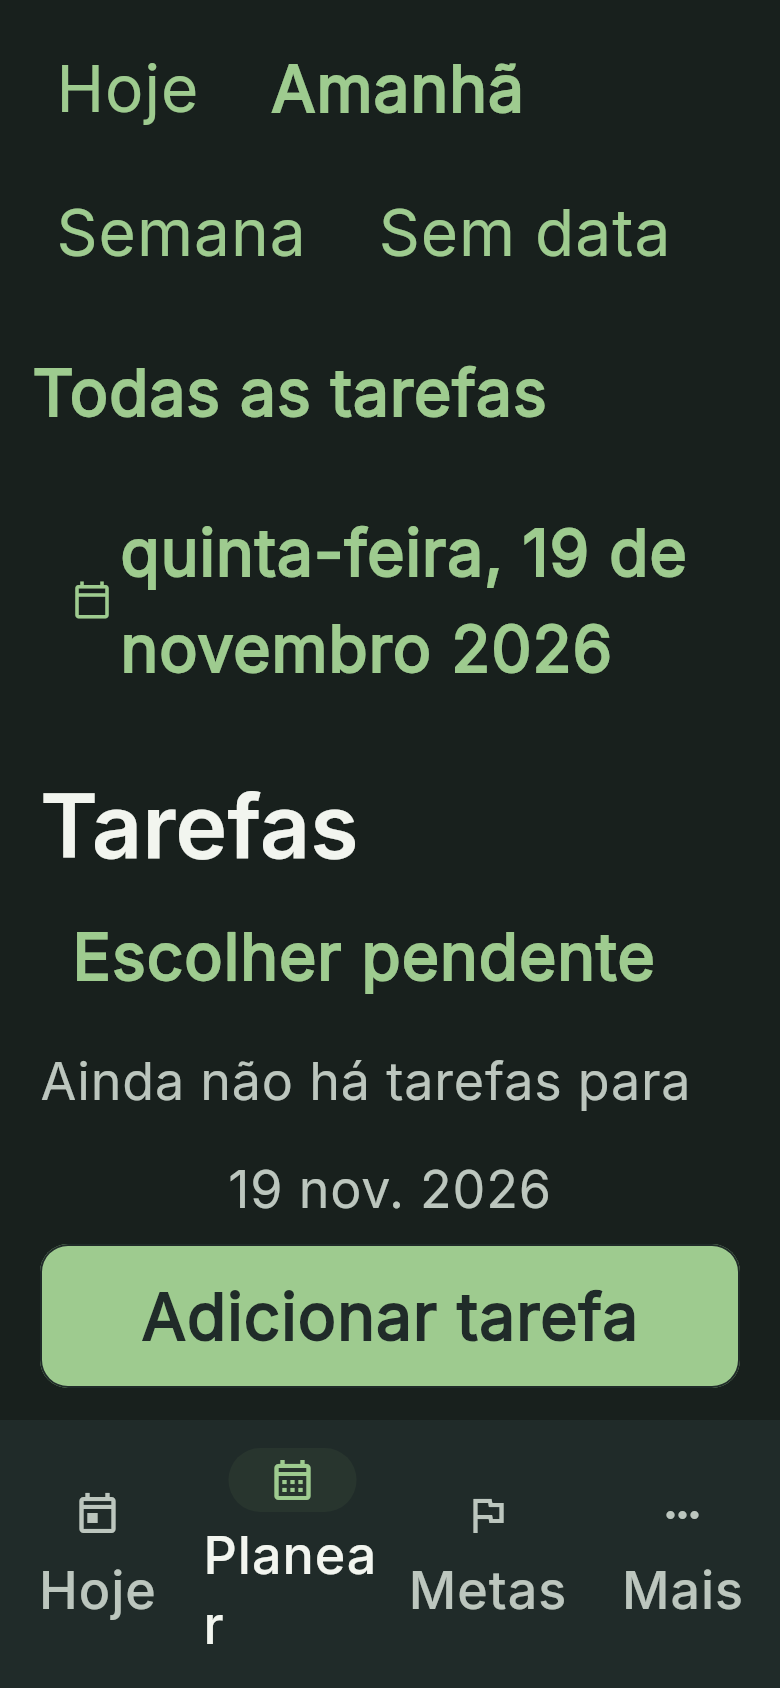 Hoje Amanhã
Semana Sem data
Todas as tarefas
quinta-feira, 19 de
novembro 2026
Tarefas
Escolher pendente
Ainda não há tarefas para
19 nov. 2026
Adicionar tarefa
Hoje
Planea
r
Metas
Mais